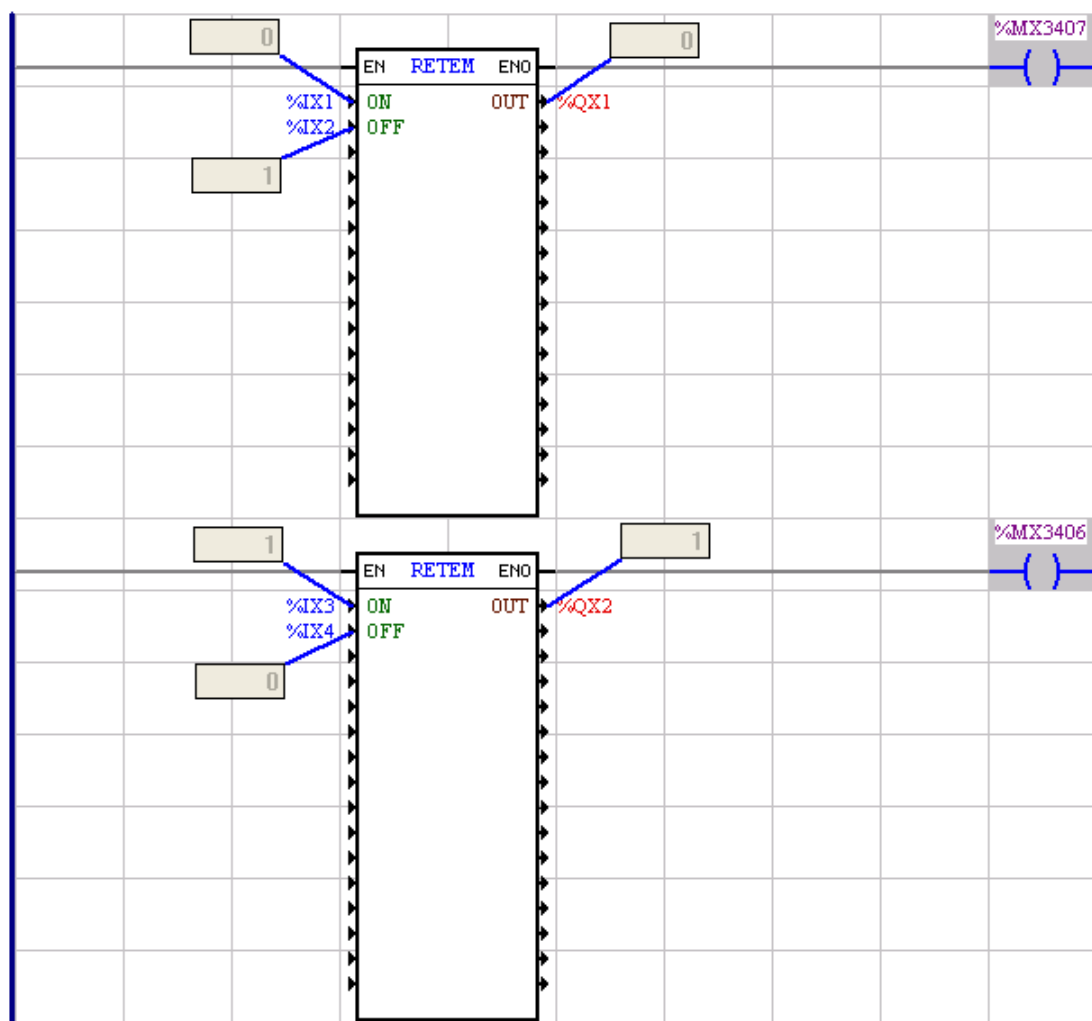 %MX3407
0
0
EN RETEM ENO
%IX1 ON OUT %QX1
%IX2 OFF
1
%MX3406
1
1
EN RETEM ENO
%IX3 ON OUT %QX2
%IX4 OFF
0